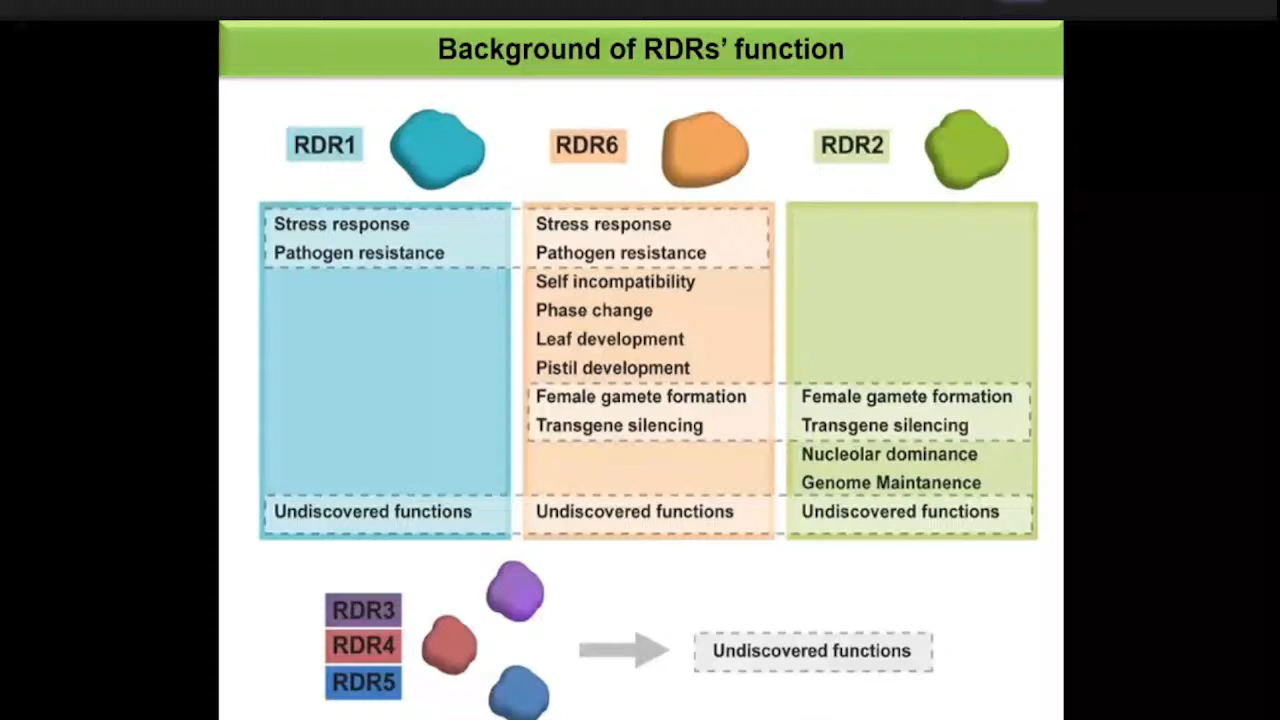 Background of RDRs' function
RDR1
RDR6
RDR2
Stress response
Pathogen resistance
Undiscovered functions
Stress response
Pathogen resistance
Self incompatibility
Phase change
Leaf development
Pistil development
Female gamete formation
Transgene silencing
Undiscovered functions
Female gamete formation
Transgene silencing
Nucleolar dominance
Genome Maintanence
Undiscovered functions
RDR3
RDR4
RDR5
Undiscovered functions